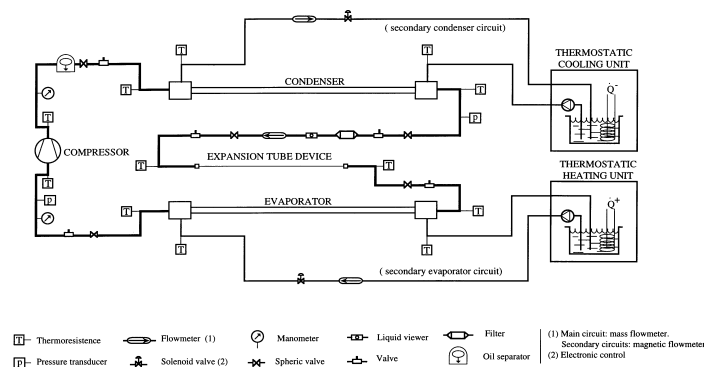 ( secondary condenser circuit)
THERMOSTATIC
COOLING UNIT
Q -
T
T
T
CONDENSER
T
T
P
COMPRESSOR
T
P
T
EXPANSION TUBE DEVICE
T
THERMOSTATIC
HEATING UNIT
Q +
T
EVAPORATOR
T
T
T
( secondary evaporator circuit)
T Thermoresistence
Flowmeter (1)
Manometer
Liquid viewer
Filter
(1) Main circuit: mass flowmeter.
Secondary circuits: magnetic flowmeter
P Pressure transducer
Solenoid valve (2)
Spheric valve
Valve
Oil separator
(2) Electronic control